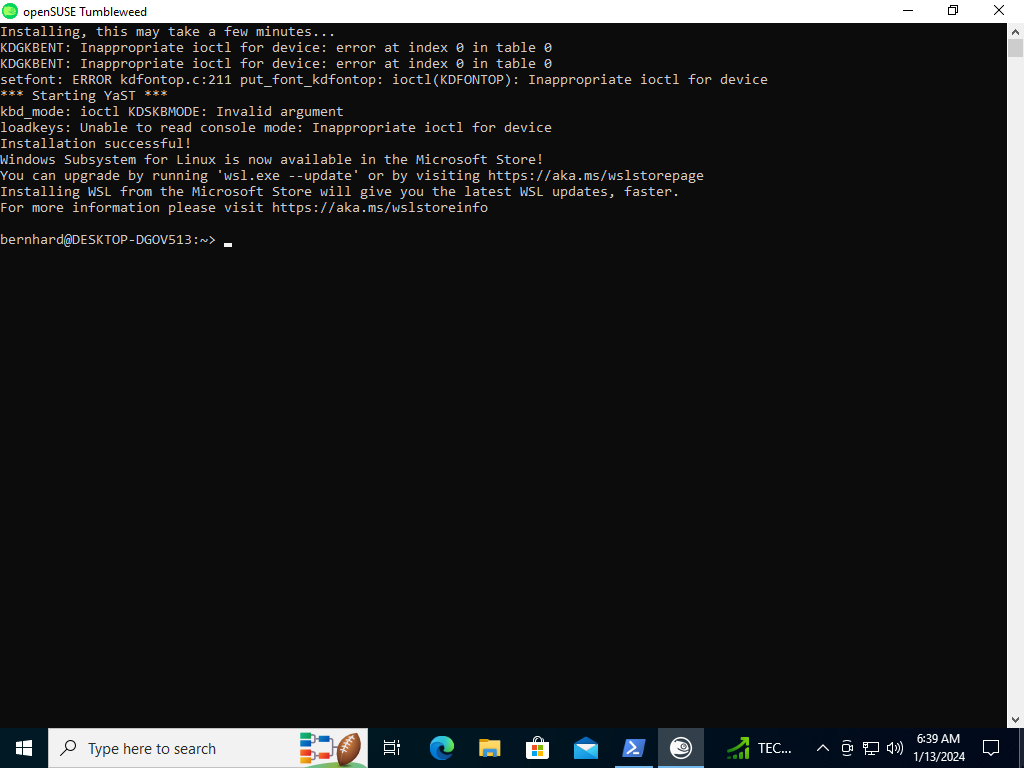 openSUSE Tumbleweed
Installing, this may take a few minutes...
KDGKBENT: Inappropriate ioctl for device: error at index 0 in table 0
KDGKBENT: Inappropriate ioctl for device: error at index 0 in table 0
setfont: ERROR kdfontop.c:211 put_font_kdfontop: ioctl(KDFONTOP): Inappropriate ioctl for device
*** Starting YaST ***
kbd_mode: ioctl KDSKBMODE: Invalid argument
loadkeys: Unable to read console mode: Inappropriate ioctl for device
Installation successful!
Windows Subsystem for Linux is now available in the Microsoft Store!
You can upgrade by running 'wsl.exe --update' or by visiting https://aka.ms/wslstorepage
Installing WSL from the Microsoft Store will give you the latest WSL updates, faster.
For more information please visit https://aka.ms/wslstoreinfo
bernhard@DESKTOP-DGOV513:~> _
Type here to search
TEC...
6:39 AM
1/13/2024